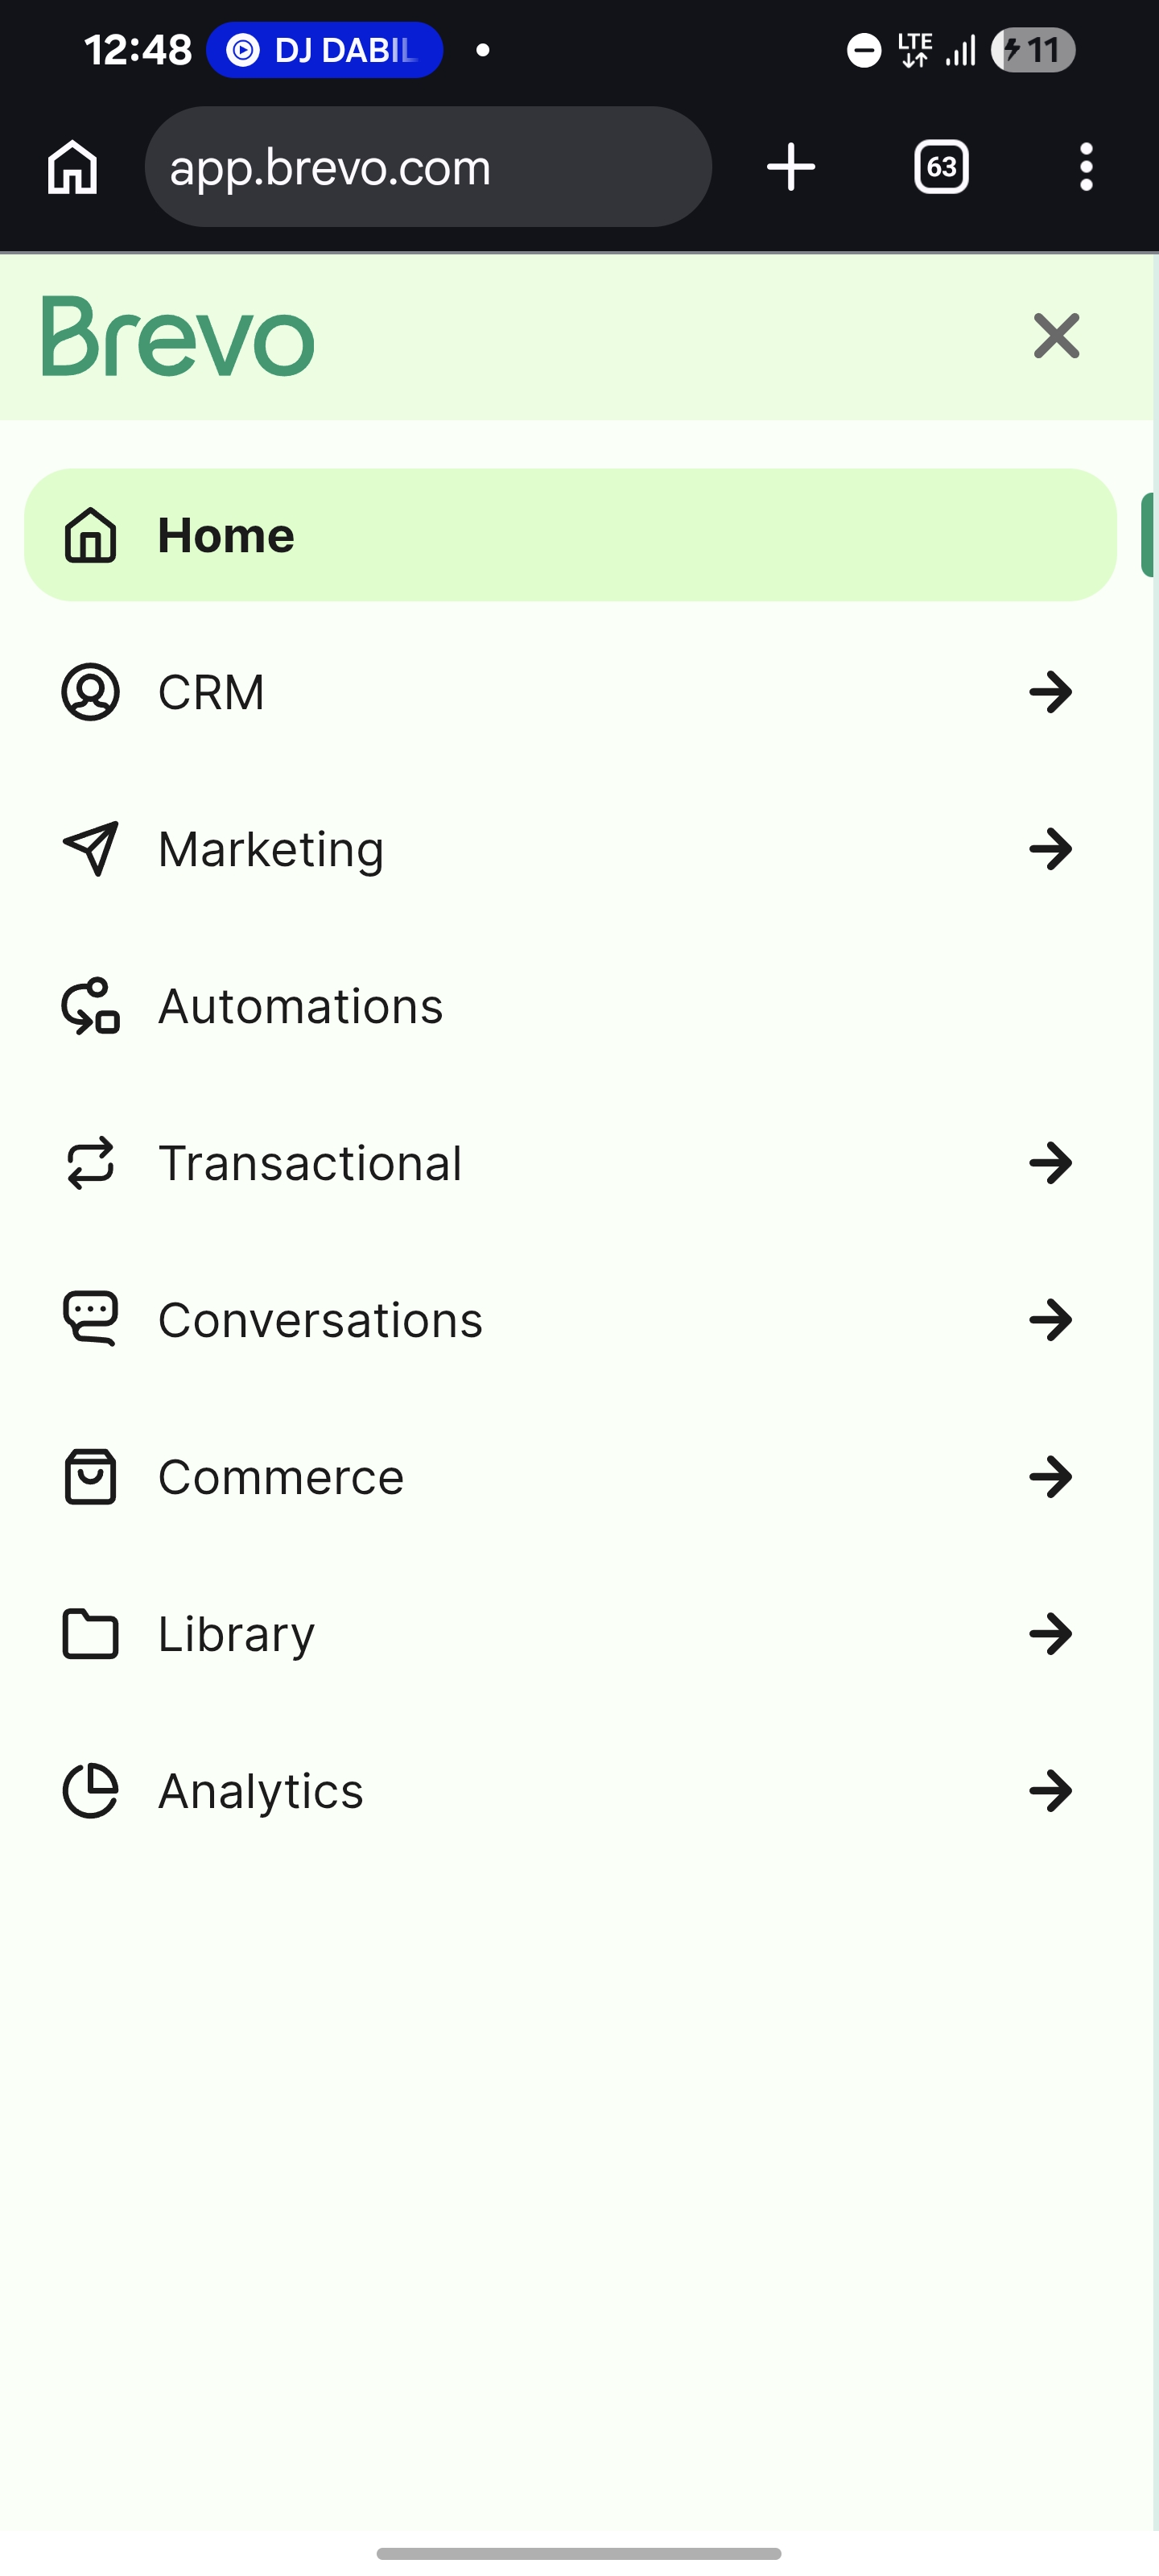 12:48 DJ DABIL LTE 11
app.brevo.com 63
Brevo
Home
CRM
Marketing
Automations
Transactional
Conversations
Commerce
Library
Analytics